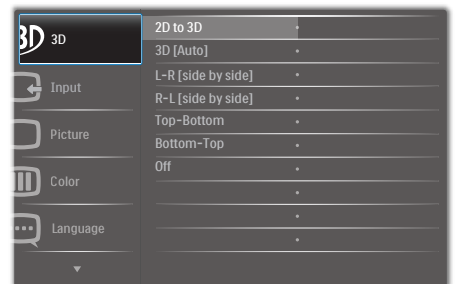 3D 3D
Input
Picture
Color
Language
2D to 3D
3D [Auto]
L-R [side by side]
R-L [side by side]
Top-Bottom
Bottom-Top
Off